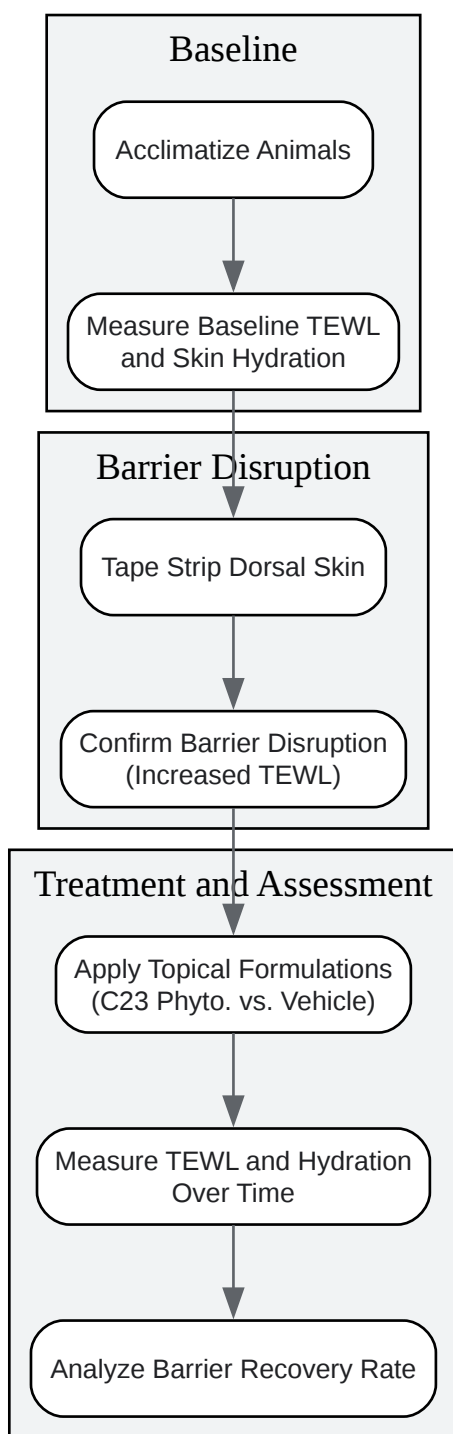 Baseline
Acclimatize Animals
Measure Baseline TEWL
and Skin Hydration
Barrier Disruption
Tape Strip Dorsal Skin
Confirm Barrier Disruption
(Increased TEWL)
Treatment and Assessment
Apply Topical Formulations
(C23 Phyto. vs. Vehicle)
Measure TEWL and Hydration
Over Time
Analyze Barrier Recovery Rate